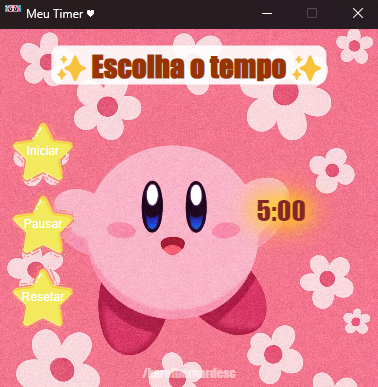 Meu Timer ♥
✨ Escolha o tempo ✨
Iniciar
5:00
Pausar
Resetar